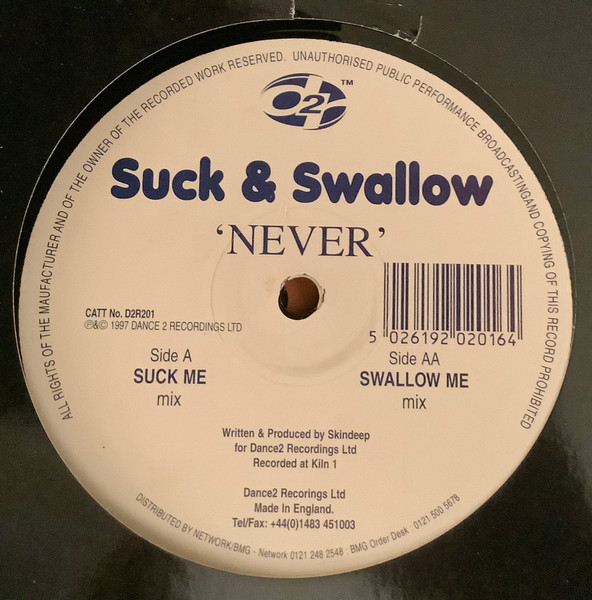 ALL RIGHTS OF THE MAUFACTURER AND OF THE OWNER OF THE RECORDED WORK RESERVED. UNAUTHORISED PUBLIC PERFORMANCE BROADCASTINGAND COPYING OF THIS RECORD PROHIBITED
D2 ™
Suck & Swallow
‘NEVER’
CATT No. D2R201
℗&© 1997 DANCE 2 RECORDINGS LTD
5 026192 020164
Side A
SUCK ME
mix
Side AA
SWALLOW ME
mix
Written & Produced by Skindeep
for Dance2 Recordings Ltd
Recorded at Kiln 1
Dance2 Recorings Ltd
Made In England.
Tel/Fax: +44(0)1483 451003
DISTRIBUTED BY NETWORK/BMG - Network 0121 248 2548 : BMG Order Desk · 0121 500 5678